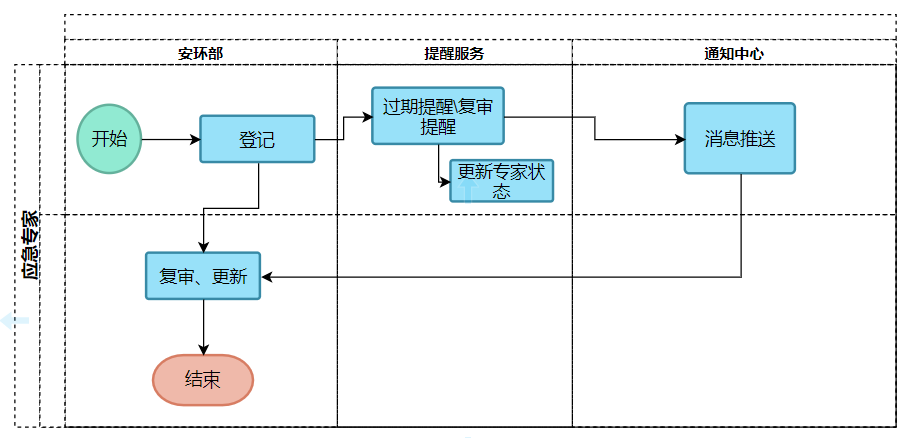 安环部
提醒服务
通知中心
应急专家
开始
登记
过期提醒\复审
提醒
消息推送
更新专家状
态
复审、更新
结束